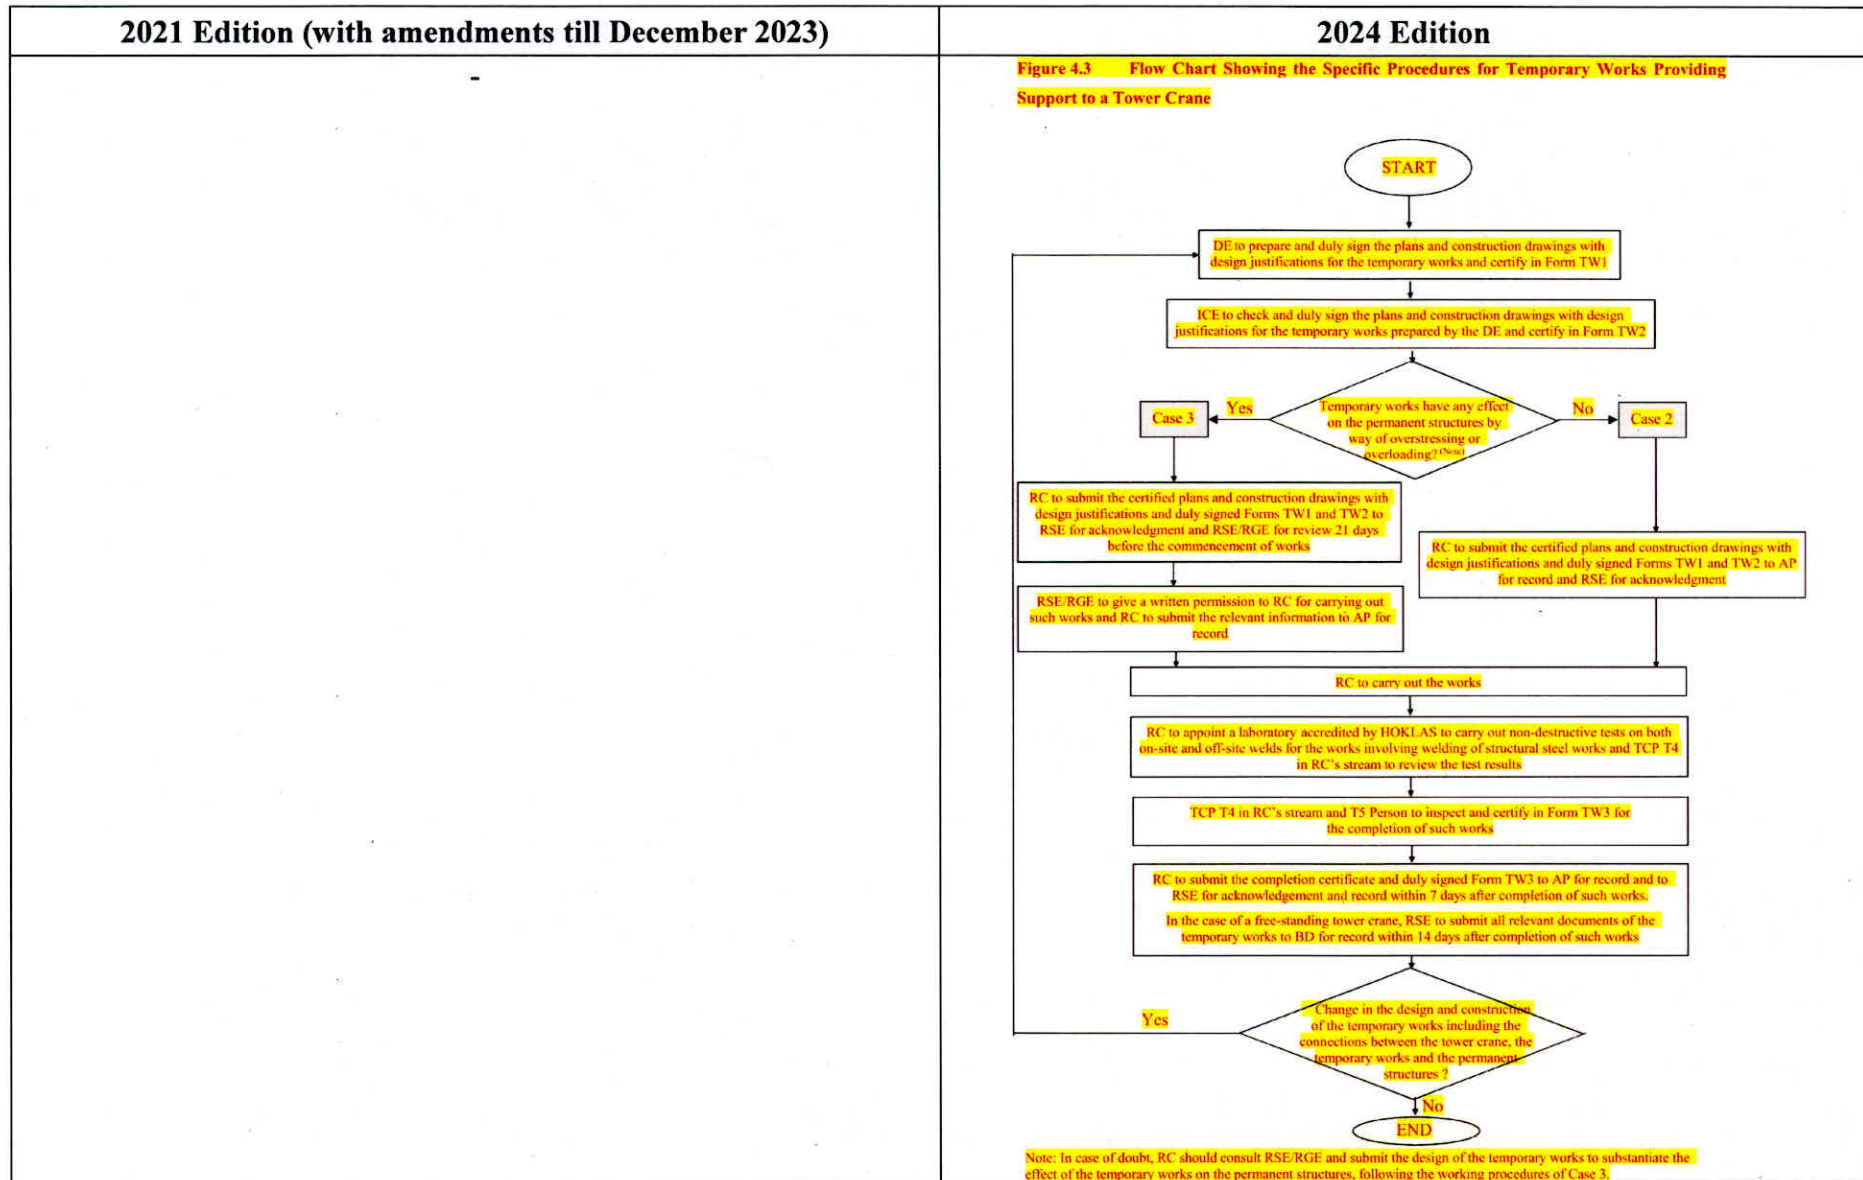 2021 Edition (with amendments till December 2023)
2024 Edition
-
Figure 4.3 Flow Chart Showing the Specific Procedures for Temporary Works Providing
Support to a Tower Crane
START
DE to prepare and duly sign the plans and construction drawings with
design justifications for the temporary works and certify in Form TW1
ICE to check and duly sign the plans and construction drawings with design
justifications for the temporary works prepared by the DE and certify in Form TW2
Case 3
Yes
Temporary works have any effect
on the permanent structures by
way of overstressing or
overloading? (Note)
No
Case 2
RC to submit the certified plans and construction drawings with
design justifications and duly signed Forms TW1 and TW2 to
RSE for acknowledgment and RSE/RGE for review 21 days
before the commencement of works
RC to submit the certified plans and construction drawings with
design justifications and duly signed Forms TW1 and TW2 to AP
for record and RSE for acknowledgment
RSE/RGE to give a written permission to RC for carrying out
such works and RC to submit the relevant information to AP for
record
RC to carry out the works
RC to appoint a laboratory accredited by HOKLAS to carry out non-destructive tests on both
on-site and off-site welds for the works involving welding of structural steel works and TCP T4
in RC's stream to review the test results
TCP T4 in RC's stream and T5 Person to inspect and certify in Form TW3 for
the completion of such works
RC to submit the completion certificate and duly signed Form TW3 to AP for record and to
RSE for acknowledgement and record within 7 days after completion of such works.
In the case of a free-standing tower crane, RSE to submit all relevant documents of the
temporary works to BD for record within 14 days after completion of such works
Yes
Change in the design and construction
of the temporary works including the
connections between the tower crane, the
temporary works and the permanent
structures ?
No
END
Note: In case of doubt, RC should consult RSE/RGE and submit the design of the temporary works to substantiate the
effect of the temporary works on the permanent structures, following the working procedures of Case 3.